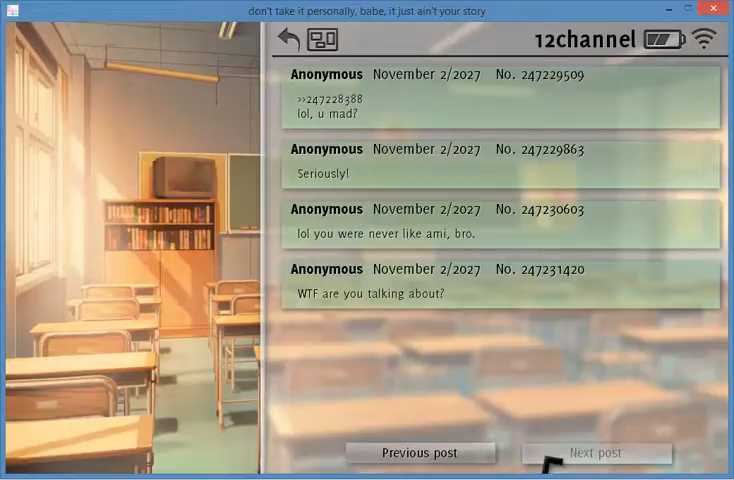 don't take it personally, babe, it just ain't your story
12channel
Anonymous November 2/2027 No. 247229509
>>247228388
lol, u mad?
Anonymous November 2/2027 No. 247229863
Seriously!
Anonymous November 2/2027 No. 247230603
lol you were never like ami, bro.
Anonymous November 2/2027 No. 247231420
WTF are you talking about?
Previous post
Next post